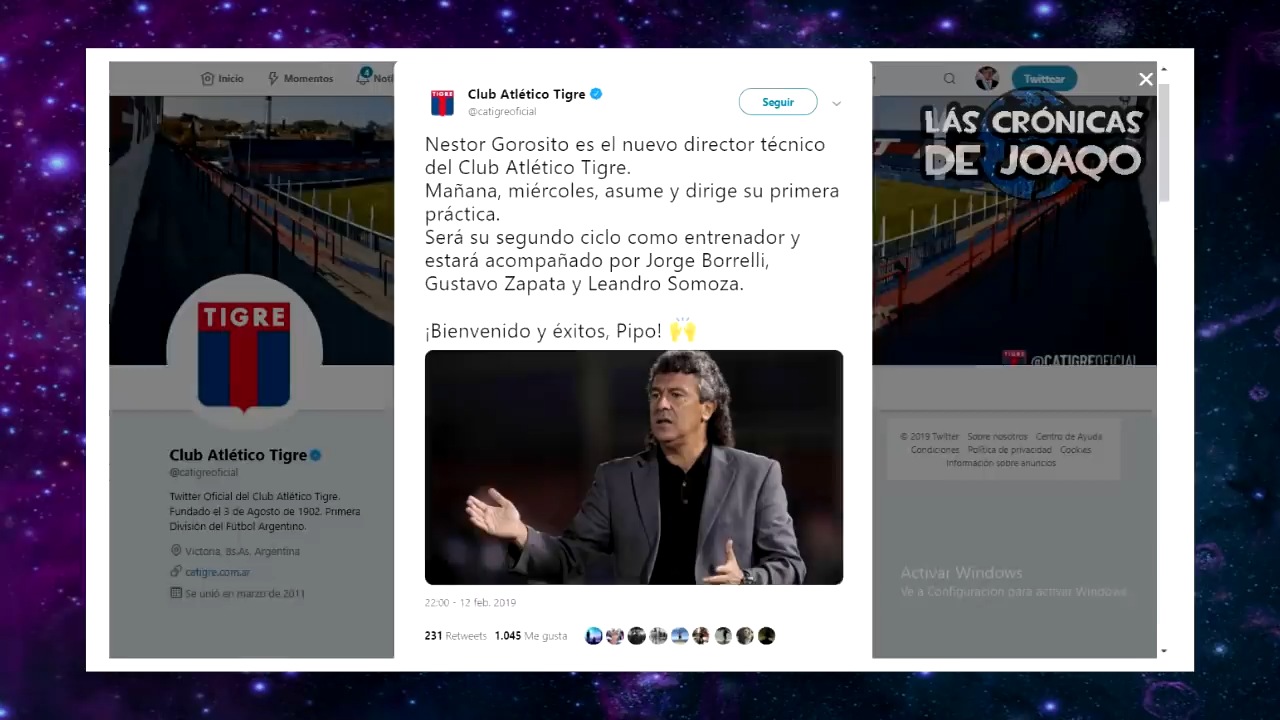 Inicio
Momentos
4
Noti
Twittear
LÁS CRÓNICAS
DE JOAQO
TIGRE
Club Atlético Tigre
@catigreoficial
Seguir
Nestor Gorosito es el nuevo director técnico
del Club Atlético Tigre.
Mañana, miércoles, asume y dirige su primera
práctica.
Será su segundo ciclo como entrenador y
estará acompañado por Jorge Borrelli,
Gustavo Zapata y Leandro Somoza.
¡Bienvenido y éxitos, Pipo! 🙌
22:00 - 12 feb. 2019
231 Retweets 1.045 Me gusta
TIGRE
Club Atlético Tigre
@catigreoficial
Twitter Oficial del Club Atlético Tigre.
Fundado el 3 de Agosto de 1902. Primera
División del Fútbol Argentino.
Victoria, Bs.As. Argentina
catigre.com.ar
Se unió en marzo de 2011
TIGRE
@CATIGREOFICIAL
© 2019 Twitter Sobre nosotros Centro de Ayuda
Condiciones Política de privacidad Cookies
Información sobre anuncios
Activar Windows
Ve a Configuración para activar Windows.